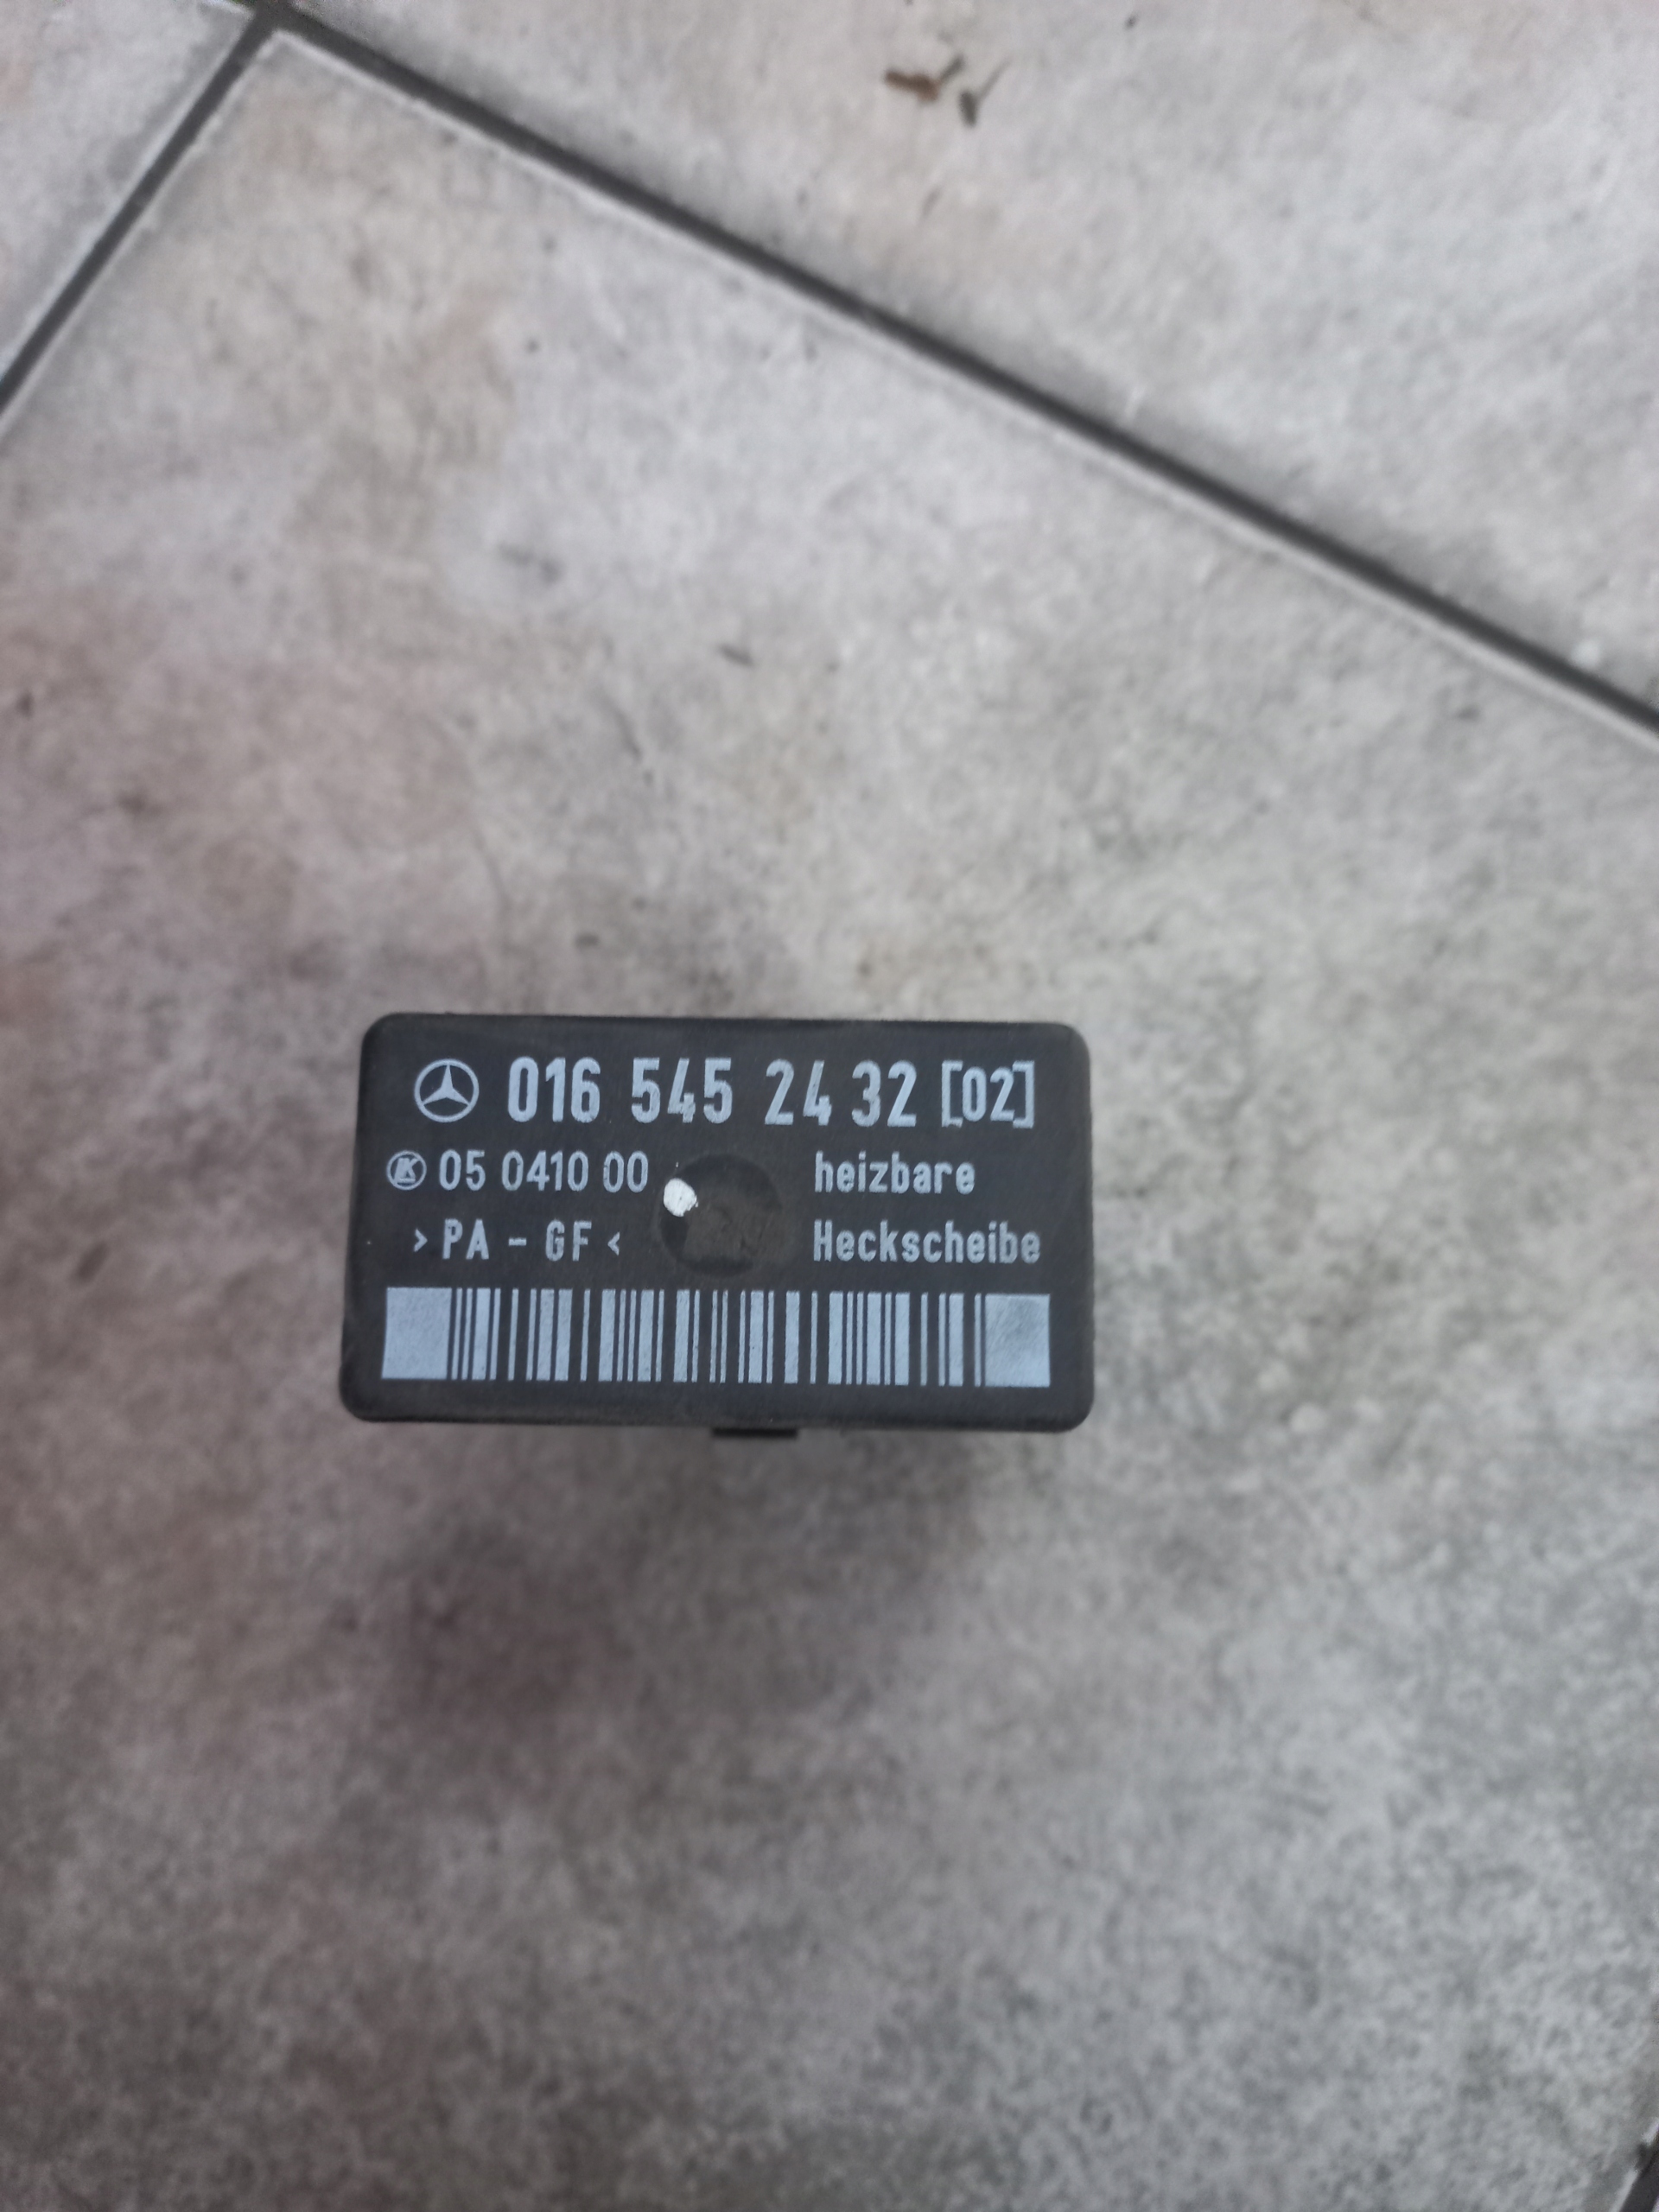 016 545 24 32 [02]
05 0410 00 heizbare
>PA-GF< Heckscheibe